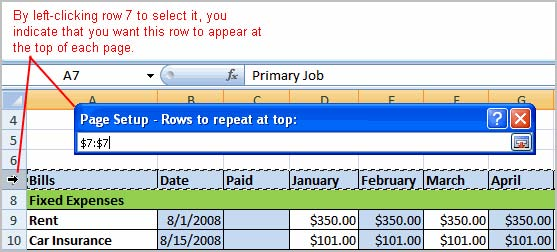 By left-clicking row 7 to select it, you
indicate that you want this row to appear at
the top of each page.
A7 fx Primary Job
A B C D E F G
Page Setup - Rows to repeat at top: ?
4
$7:$7
5
6
Bills Date Paid January February March April
8 Fixed Expenses
9 Rent 8/1/2008 $350.00 $350.00 $350.00 $350.00
10 Car Insurance 8/15/2008 $101.00 $101.00 $101.00 $101.00